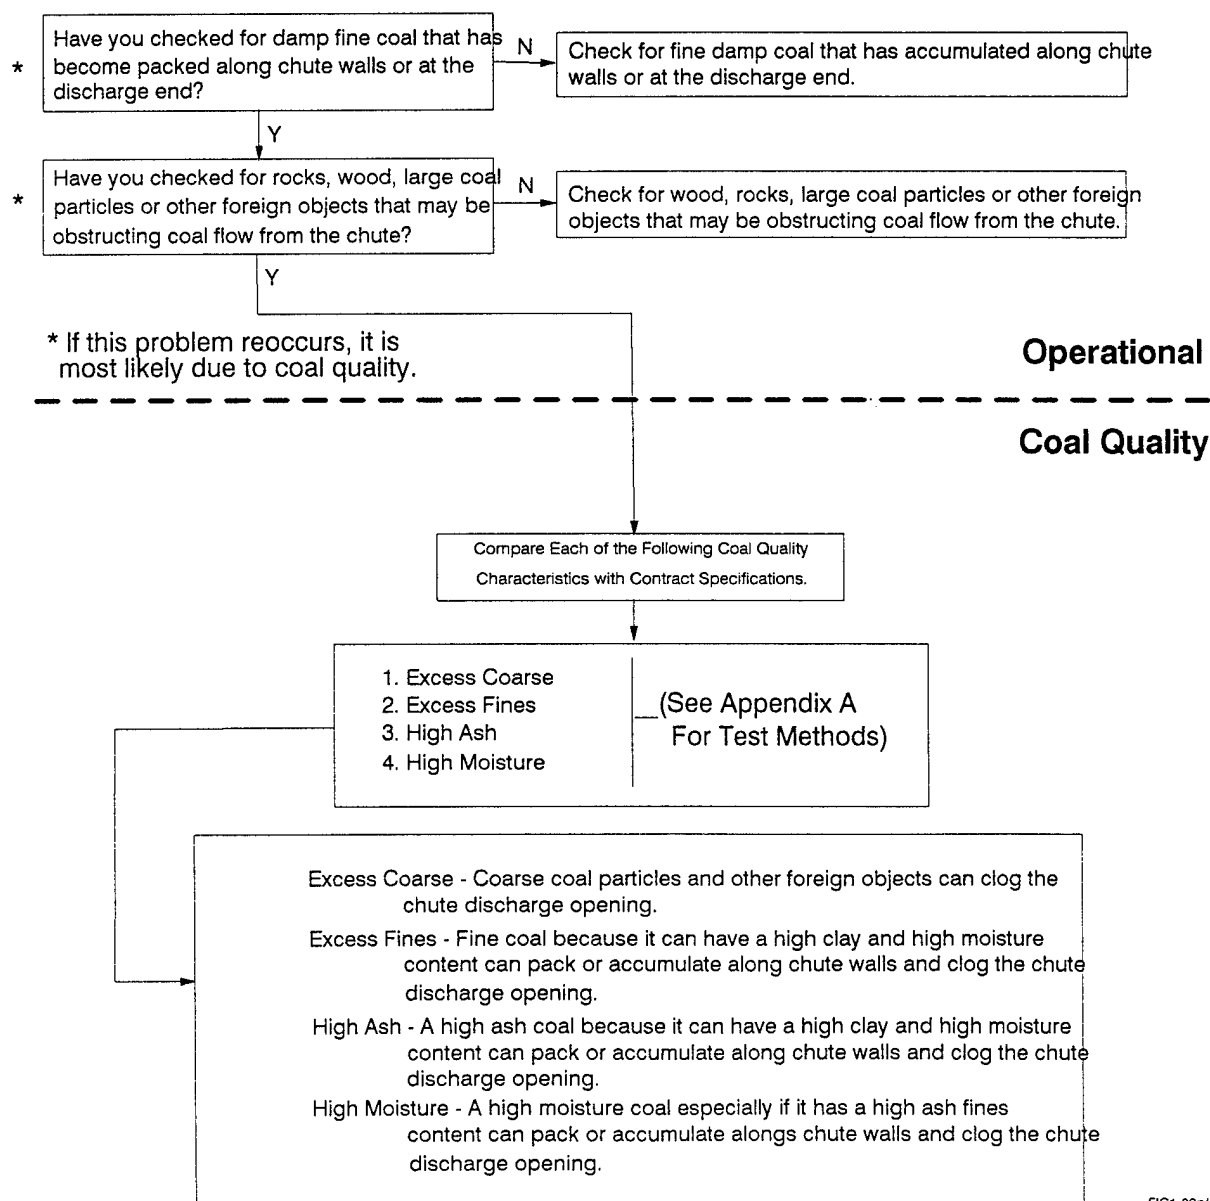 Have you checked for damp fine coal that has
* become packed along chute walls or at the
discharge end?
N
Check for fine damp coal that has accumulated along chute
walls or at the discharge end.
Y
Have you checked for rocks, wood, large coal
* particles or other foreign objects that may be
obstructing coal flow from the chute?
N
Check for wood, rocks, large coal particles or other foreign
objects that may be obstructing coal flow from the chute.
Y
* If this problem reoccurs, it is
most likely due to coal quality.
Operational
Coal Quality
Compare Each of the Following Coal Quality
Characteristics with Contract Specifications.
1. Excess Coarse
2. Excess Fines
3. High Ash
4. High Moisture
(See Appendix A
For Test Methods)
Excess Coarse - Coarse coal particles and other foreign objects can clog the
chute discharge opening.
Excess Fines - Fine coal because it can have a high clay and high moisture
content can pack or accumulate along chute walls and clog the chute
discharge opening.
High Ash - A high ash coal because it can have a high clay and high moisture
content can pack or accumulate along chute walls and clog the chute
discharge opening.
High Moisture - A high moisture coal especially if it has a high ash fines
content can pack or accumulate alongs chute walls and clog the chute
discharge opening.